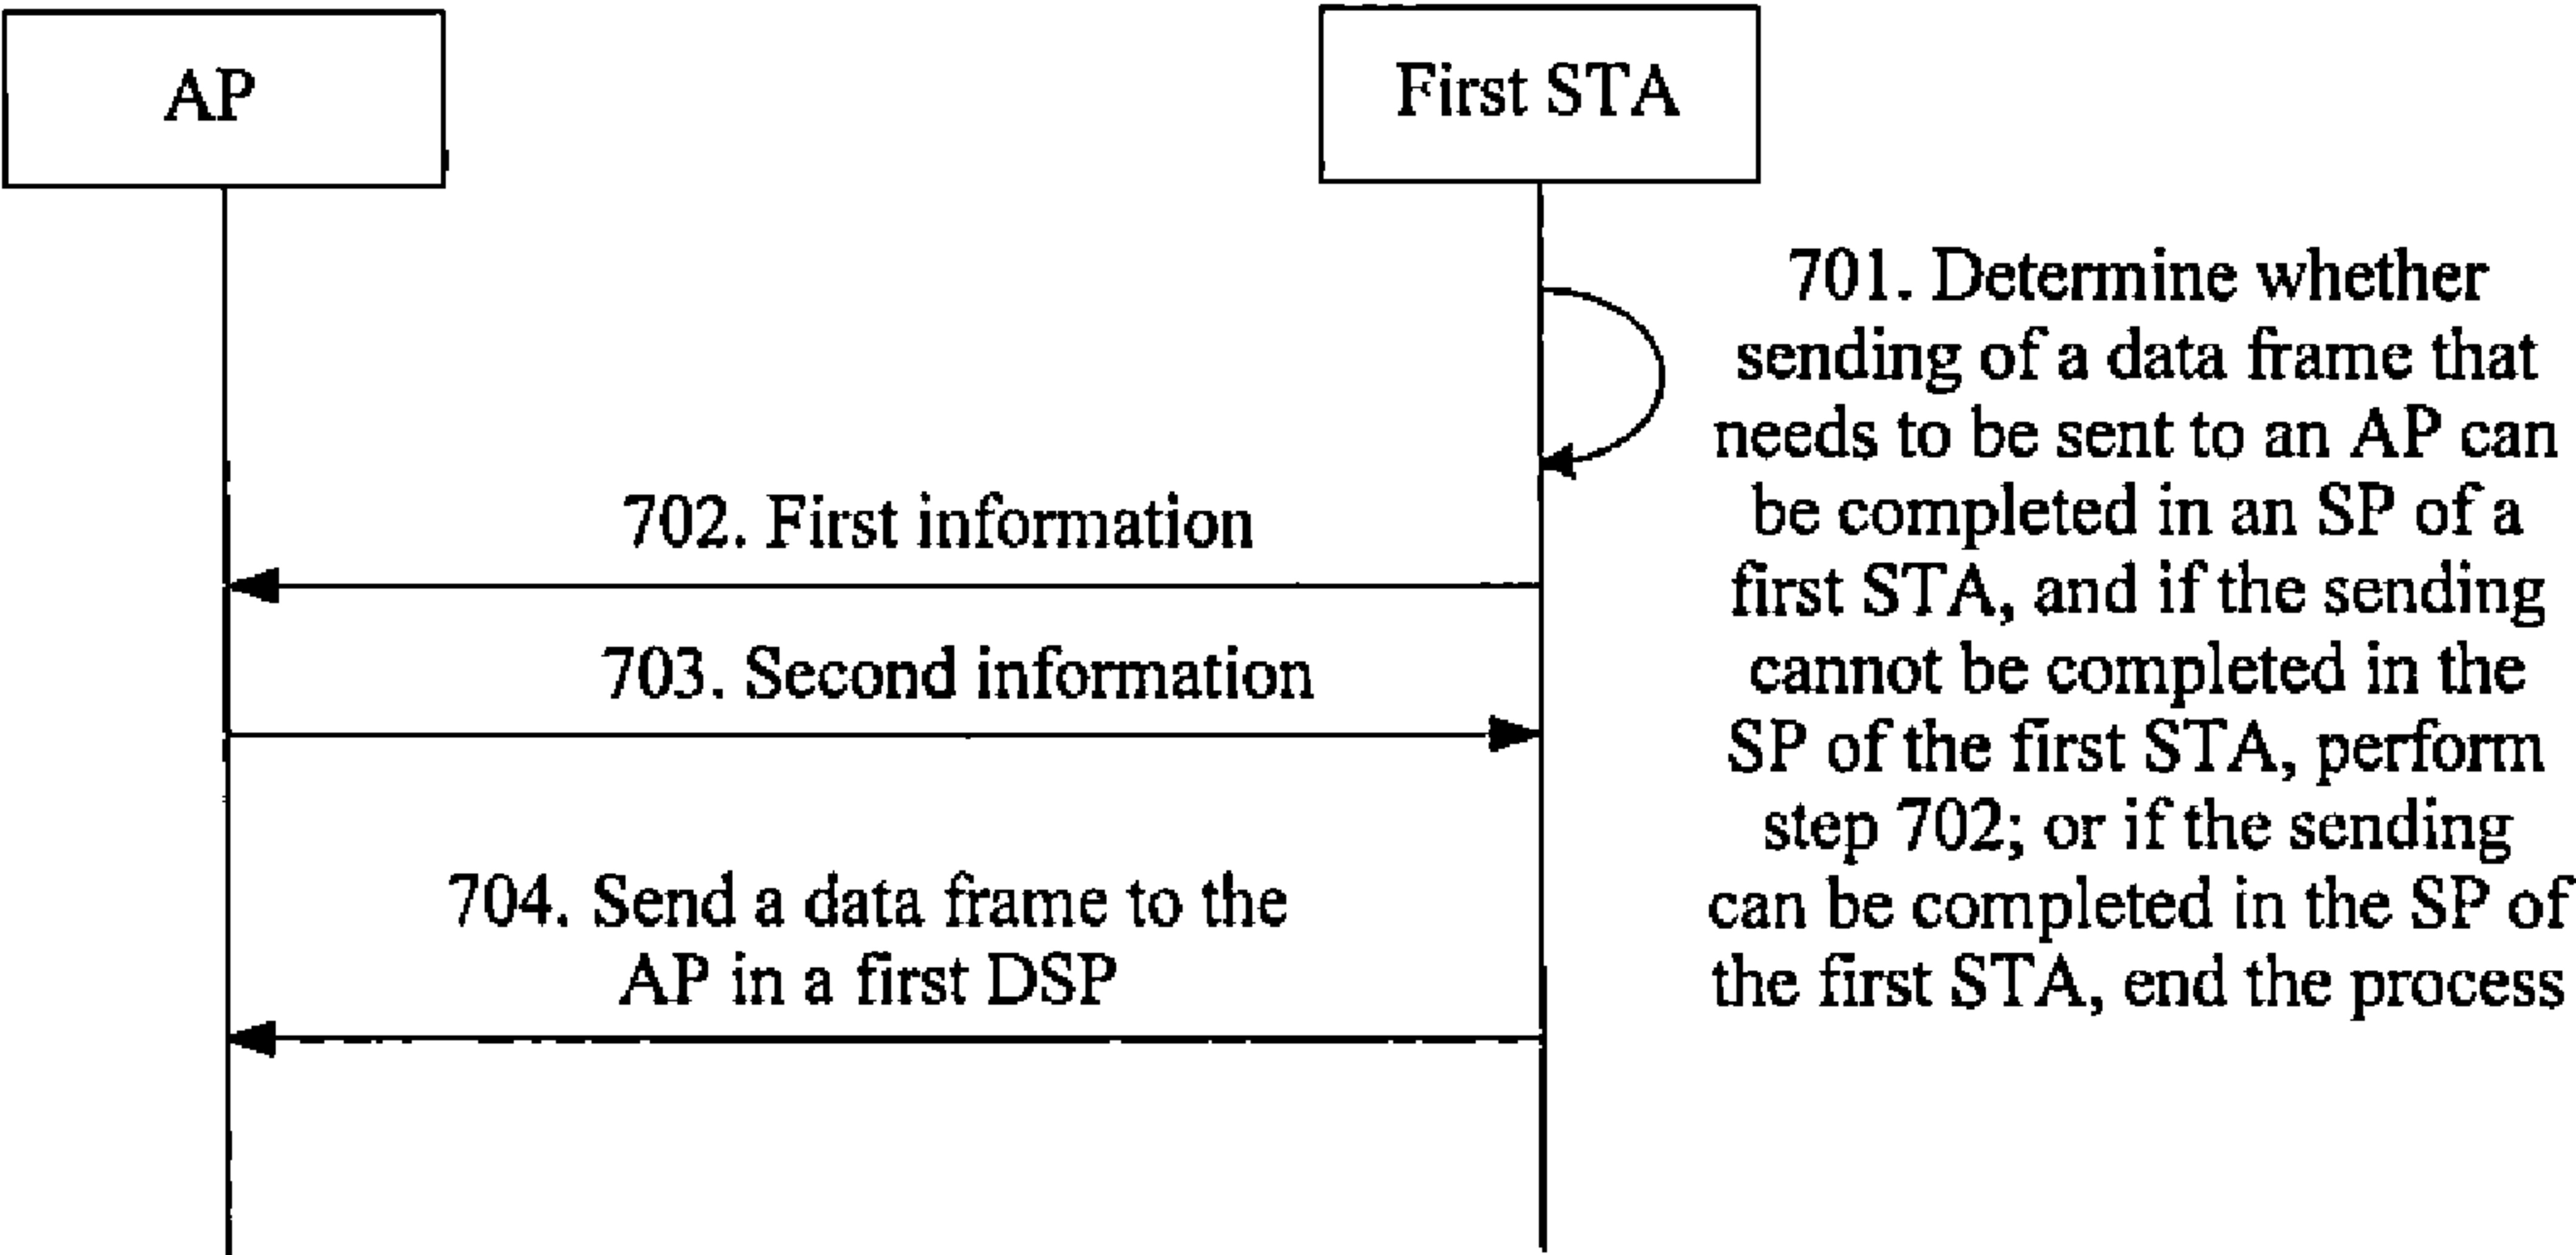 AP
First STA
701. Determine whether
sending of a data frame that
needs to be sent to an AP can
be completed in an SP of a
first STA, and if the sending
cannot be completed in the
SP of the first STA, perform
step 702; or if the sending
can be completed in the SP of
the first STA, end the process
702. First information
703. Second information
704. Send a data frame to the
AP in a first DSP